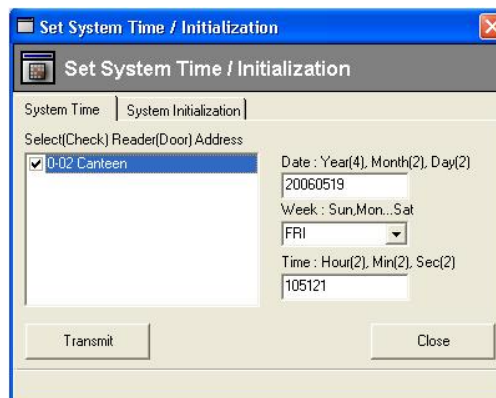 Set System Time / Initialization
Set System Time / Initialization
System Time
System Initialization
Select(Check) Reader(Door) Address
0-02 Canteen
Date : Year(4), Month(2), Day(2)
20060519
Week : Sun,Mon...Sat
FRI
Time : Hour(2), Min(2), Sec(2)
105121
Transmit
Close